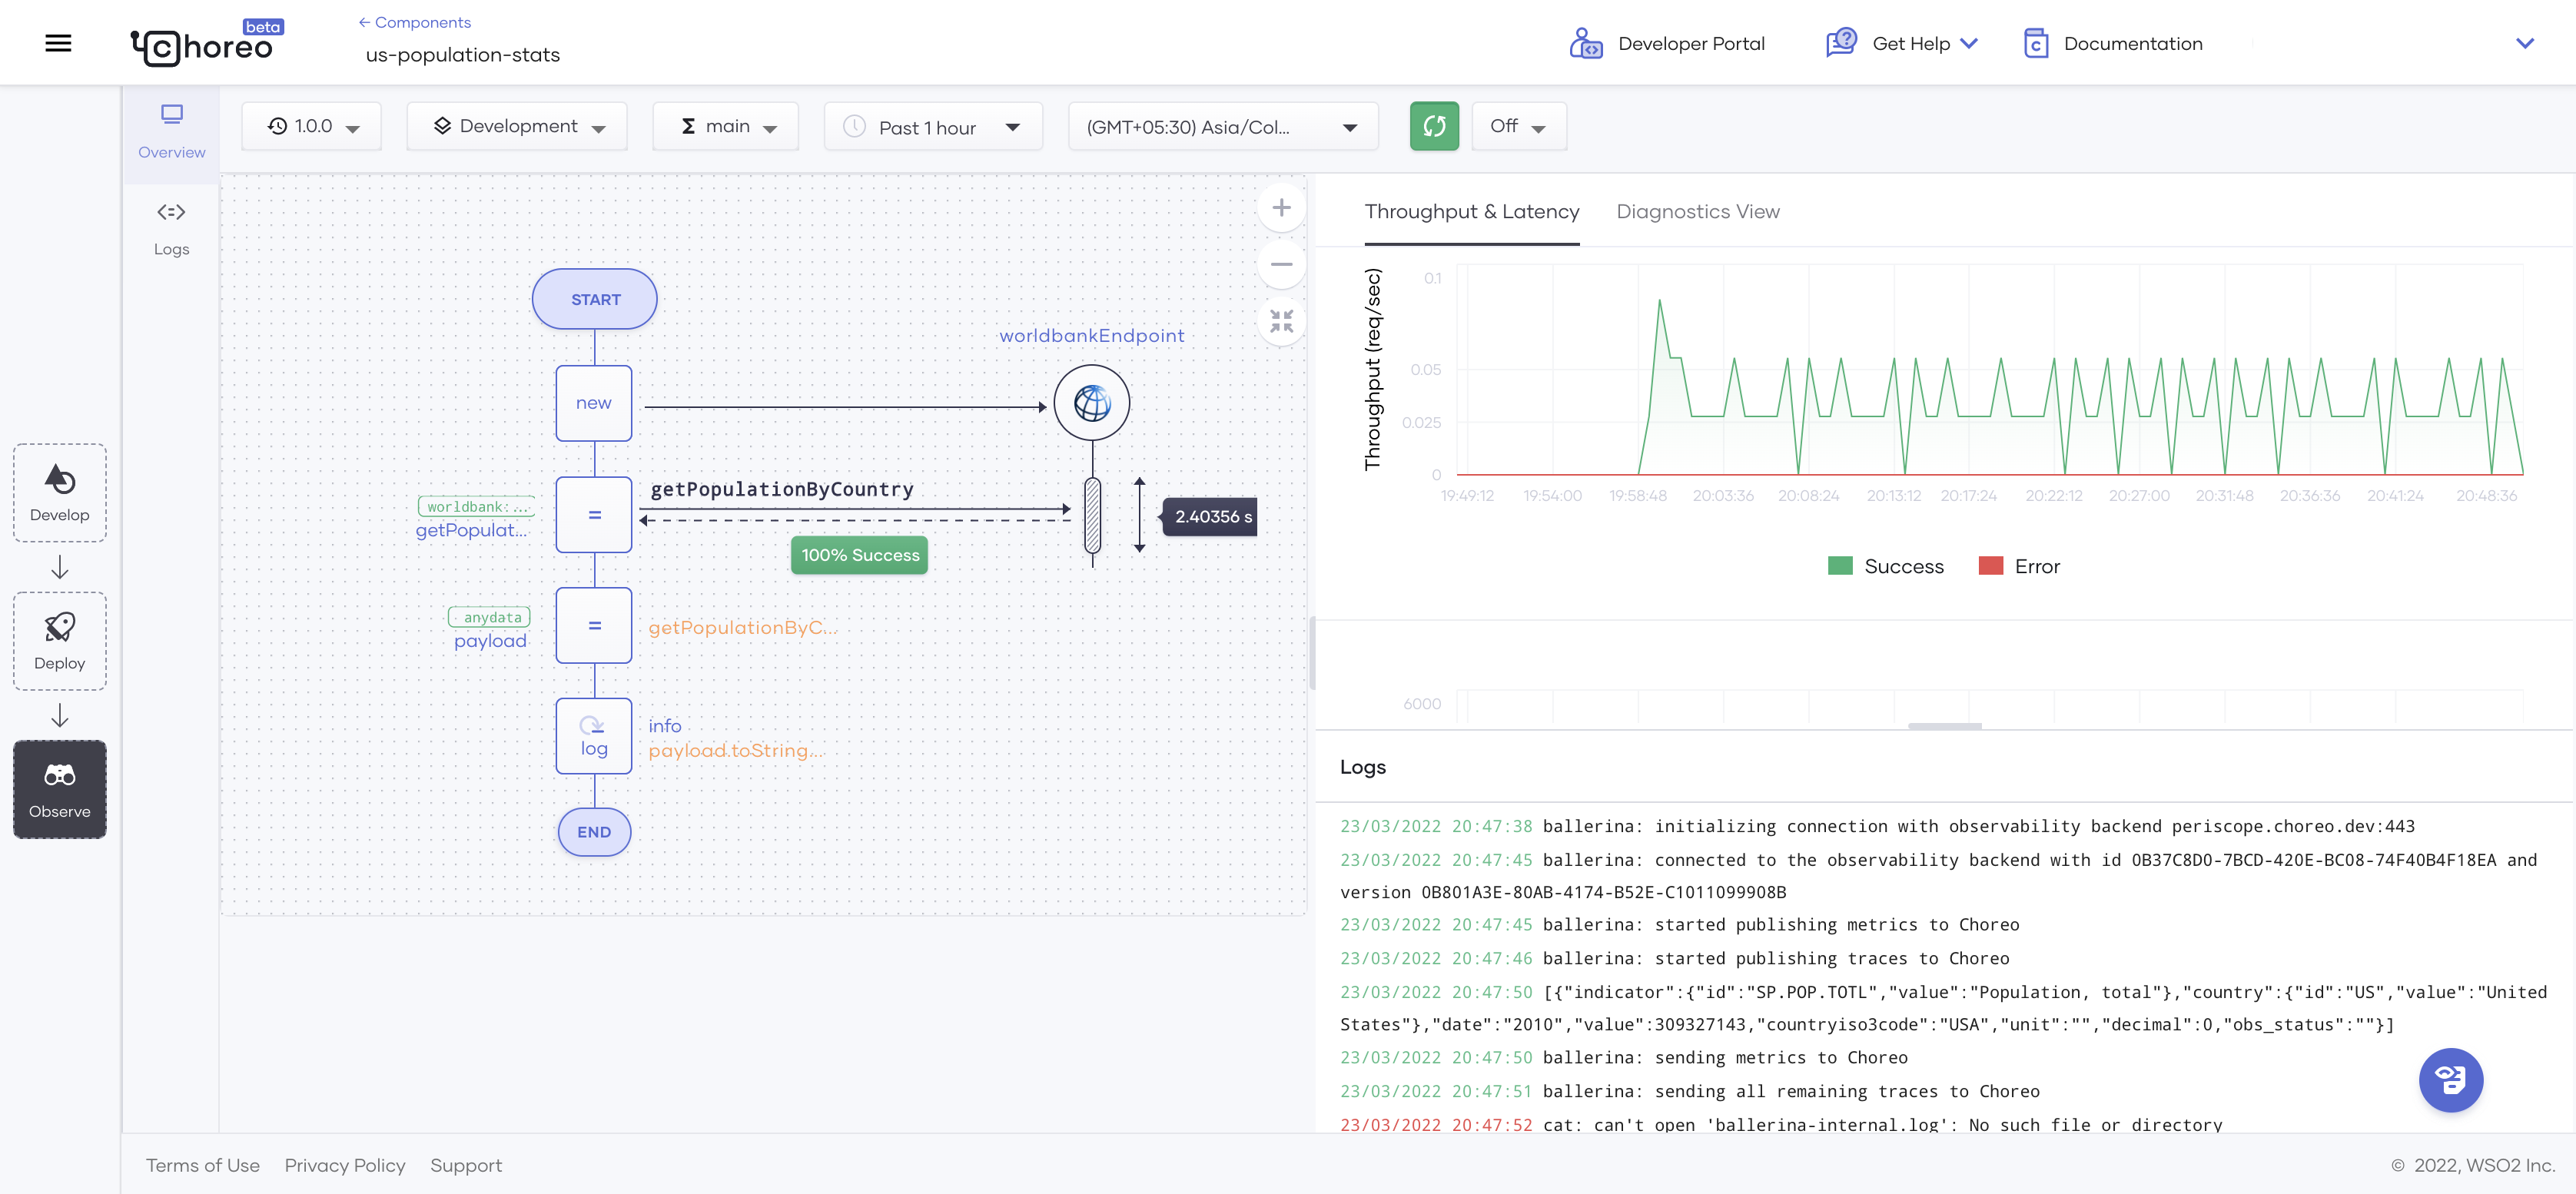 Choreo beta
← Components
us-population-stats
Developer Portal
Get Help
Documentation
Develop
Deploy
Observe
Overview
Logs
1.0.0
Development
Σ main
Past 1 hour
(GMT+05:30) Asia/Col...
Off
START
new
worldbankEndpoint
worldbank:...
getPopulat...
=
getPopulationByCountry
2.40356 s
100% Success
anydata
payload
=
getPopulationByC...
log
info
payload.toString...
END
Throughput & Latency
Diagnostics View
Throughput (req/sec)
0.1
0.05
0.025
0
19:49:12 19:54:00 19:58:48 20:03:36 20:08:24 20:13:12 20:17:24 20:22:12 20:27:00 20:31:48 20:36:36 20:41:24 20:48:36
Success
Error
6000
Logs
23/03/2022 20:47:38 ballerina: initializing connection with observability backend periscope.choreo.dev:443
23/03/2022 20:47:45 ballerina: connected to the observability backend with id 0B37C8D0-7BCD-420E-BC08-74F40B4F18EA and
version 0B801A3E-80AB-4174-B52E-C1011099908B
23/03/2022 20:47:45 ballerina: started publishing metrics to Choreo
23/03/2022 20:47:46 ballerina: started publishing traces to Choreo
23/03/2022 20:47:50 [{"indicator":{"id":"SP.POP.TOTL","value":"Population, total"},"country":{"id":"US","value":"United
States"},"date":"2010","value":309327143,"countryiso3code":"USA","unit":"","decimal":0,"obs_status":""}]
23/03/2022 20:47:50 ballerina: sending metrics to Choreo
23/03/2022 20:47:51 ballerina: sending all remaining traces to Choreo
23/03/2022 20:47:52 cat: can't open 'ballerina-internal.log': No such file or directory
Terms of Use
Privacy Policy
Support
© 2022, WSO2 Inc.